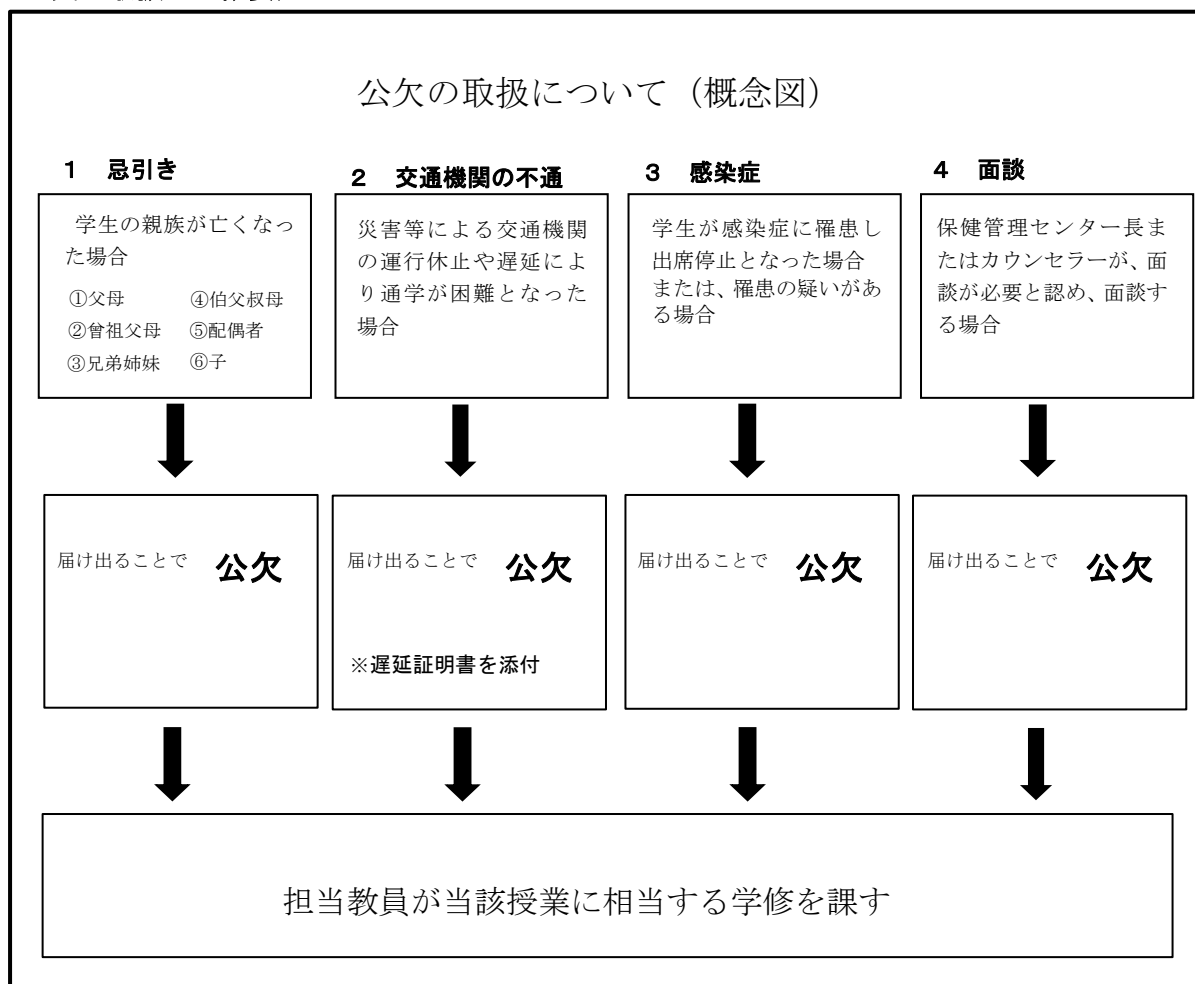 公欠の取扱について（概念図）
１　忌引き
学生の親族が亡くなっ
た場合
①父母　④伯父叔母
②曾祖父母　⑤配偶者
③兄弟姉妹　⑥子
２　交通機関の不通
災害等による交通機関
の運行休止や遅延によ
り通学が困難となった
場合
３　感染症
学生が感染症に罹患し
出席停止となった場合
または、罹患の疑いがあ
る場合
４　面談
保健管理センター長ま
たはカウンセラーが、面
談が必要と認め、面談す
る場合
届け出ることで　公欠
届け出ることで　公欠
※遅延証明書を添付
届け出ることで　公欠
届け出ることで　公欠
担当教員が当該授業に相当する学修を課す